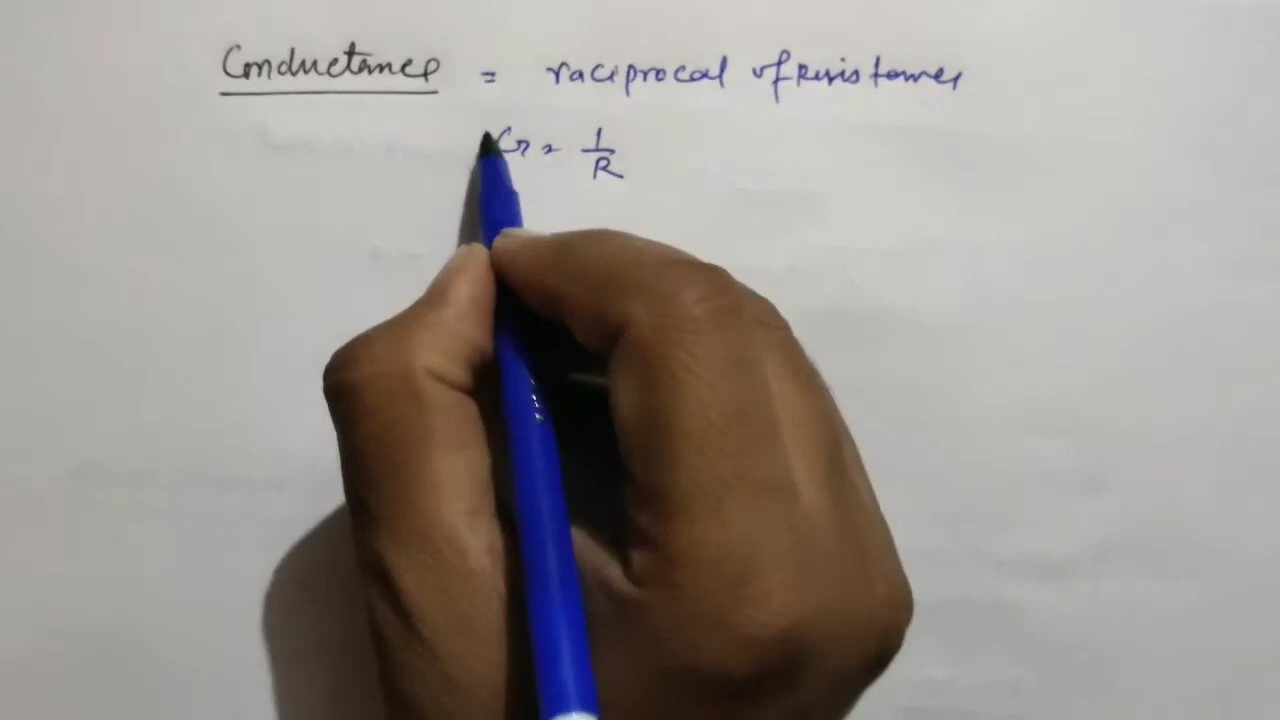 Conductance = raciprocal of Resistance
G = 1/R